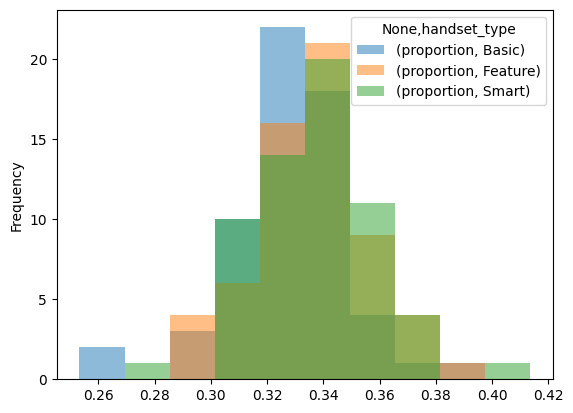 None,handset_type
(proportion, Basic)
(proportion, Feature)
(proportion, Smart)
Frequency
20
15
10
5
0
0.26 0.28 0.30 0.32 0.34 0.36 0.38 0.40 0.42